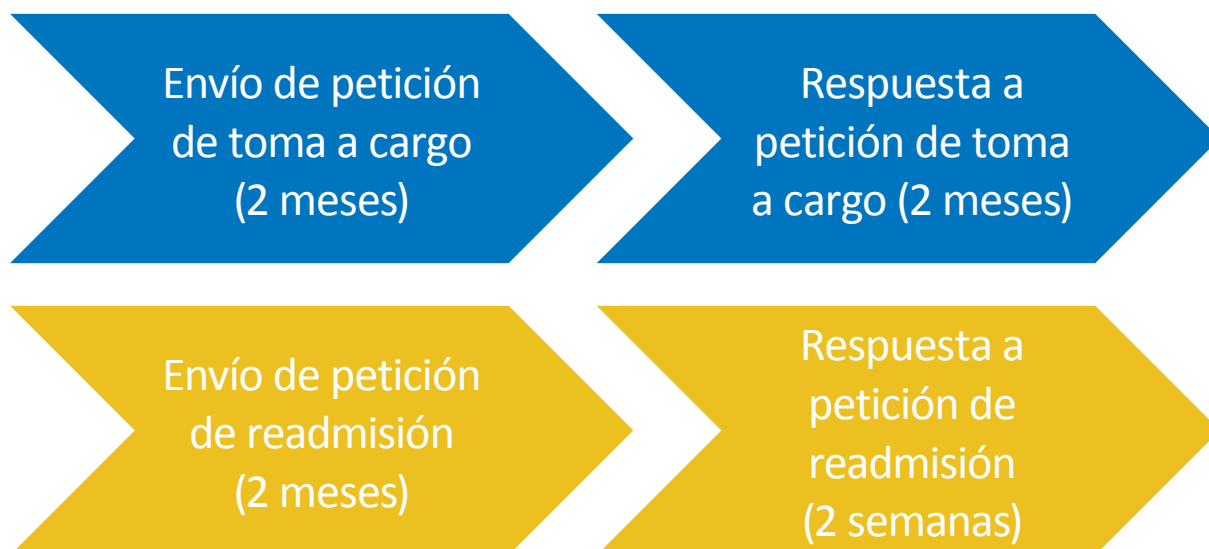 Envío de petición
de toma a cargo
(2 meses)
Respuesta a
petición de toma
a cargo (2 meses)
Envío de petición
de readmisión
(2 meses)
Respuesta a
petición de
readmisión
(2 semanas)